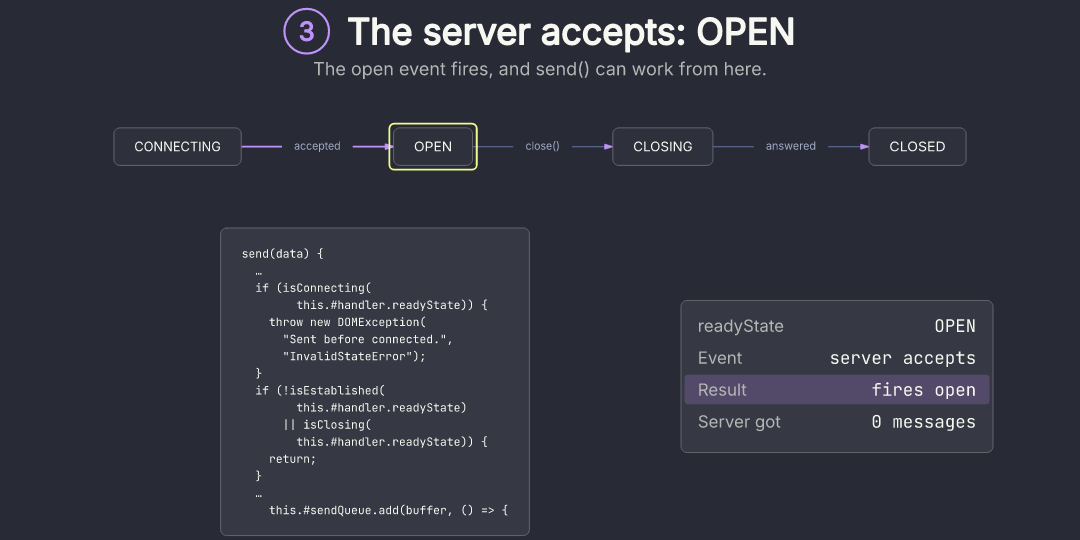 3 The server accepts: OPEN
The open event fires, and send() can work from here.
CONNECTING accepted OPEN close() CLOSING answered CLOSED
send(data) {
  …
  if (isConnecting(
        this.#handler.readyState)) {
    throw new DOMException(
      "Sent before connected.",
      "InvalidStateError");
  }
  if (!isEstablished(
        this.#handler.readyState)
      || isClosing(
        this.#handler.readyState)) {
    return;
  }
  …
    this.#sendQueue.add(buffer, () => {
readyState OPEN
Event server accepts
Result fires open
Server got 0 messages